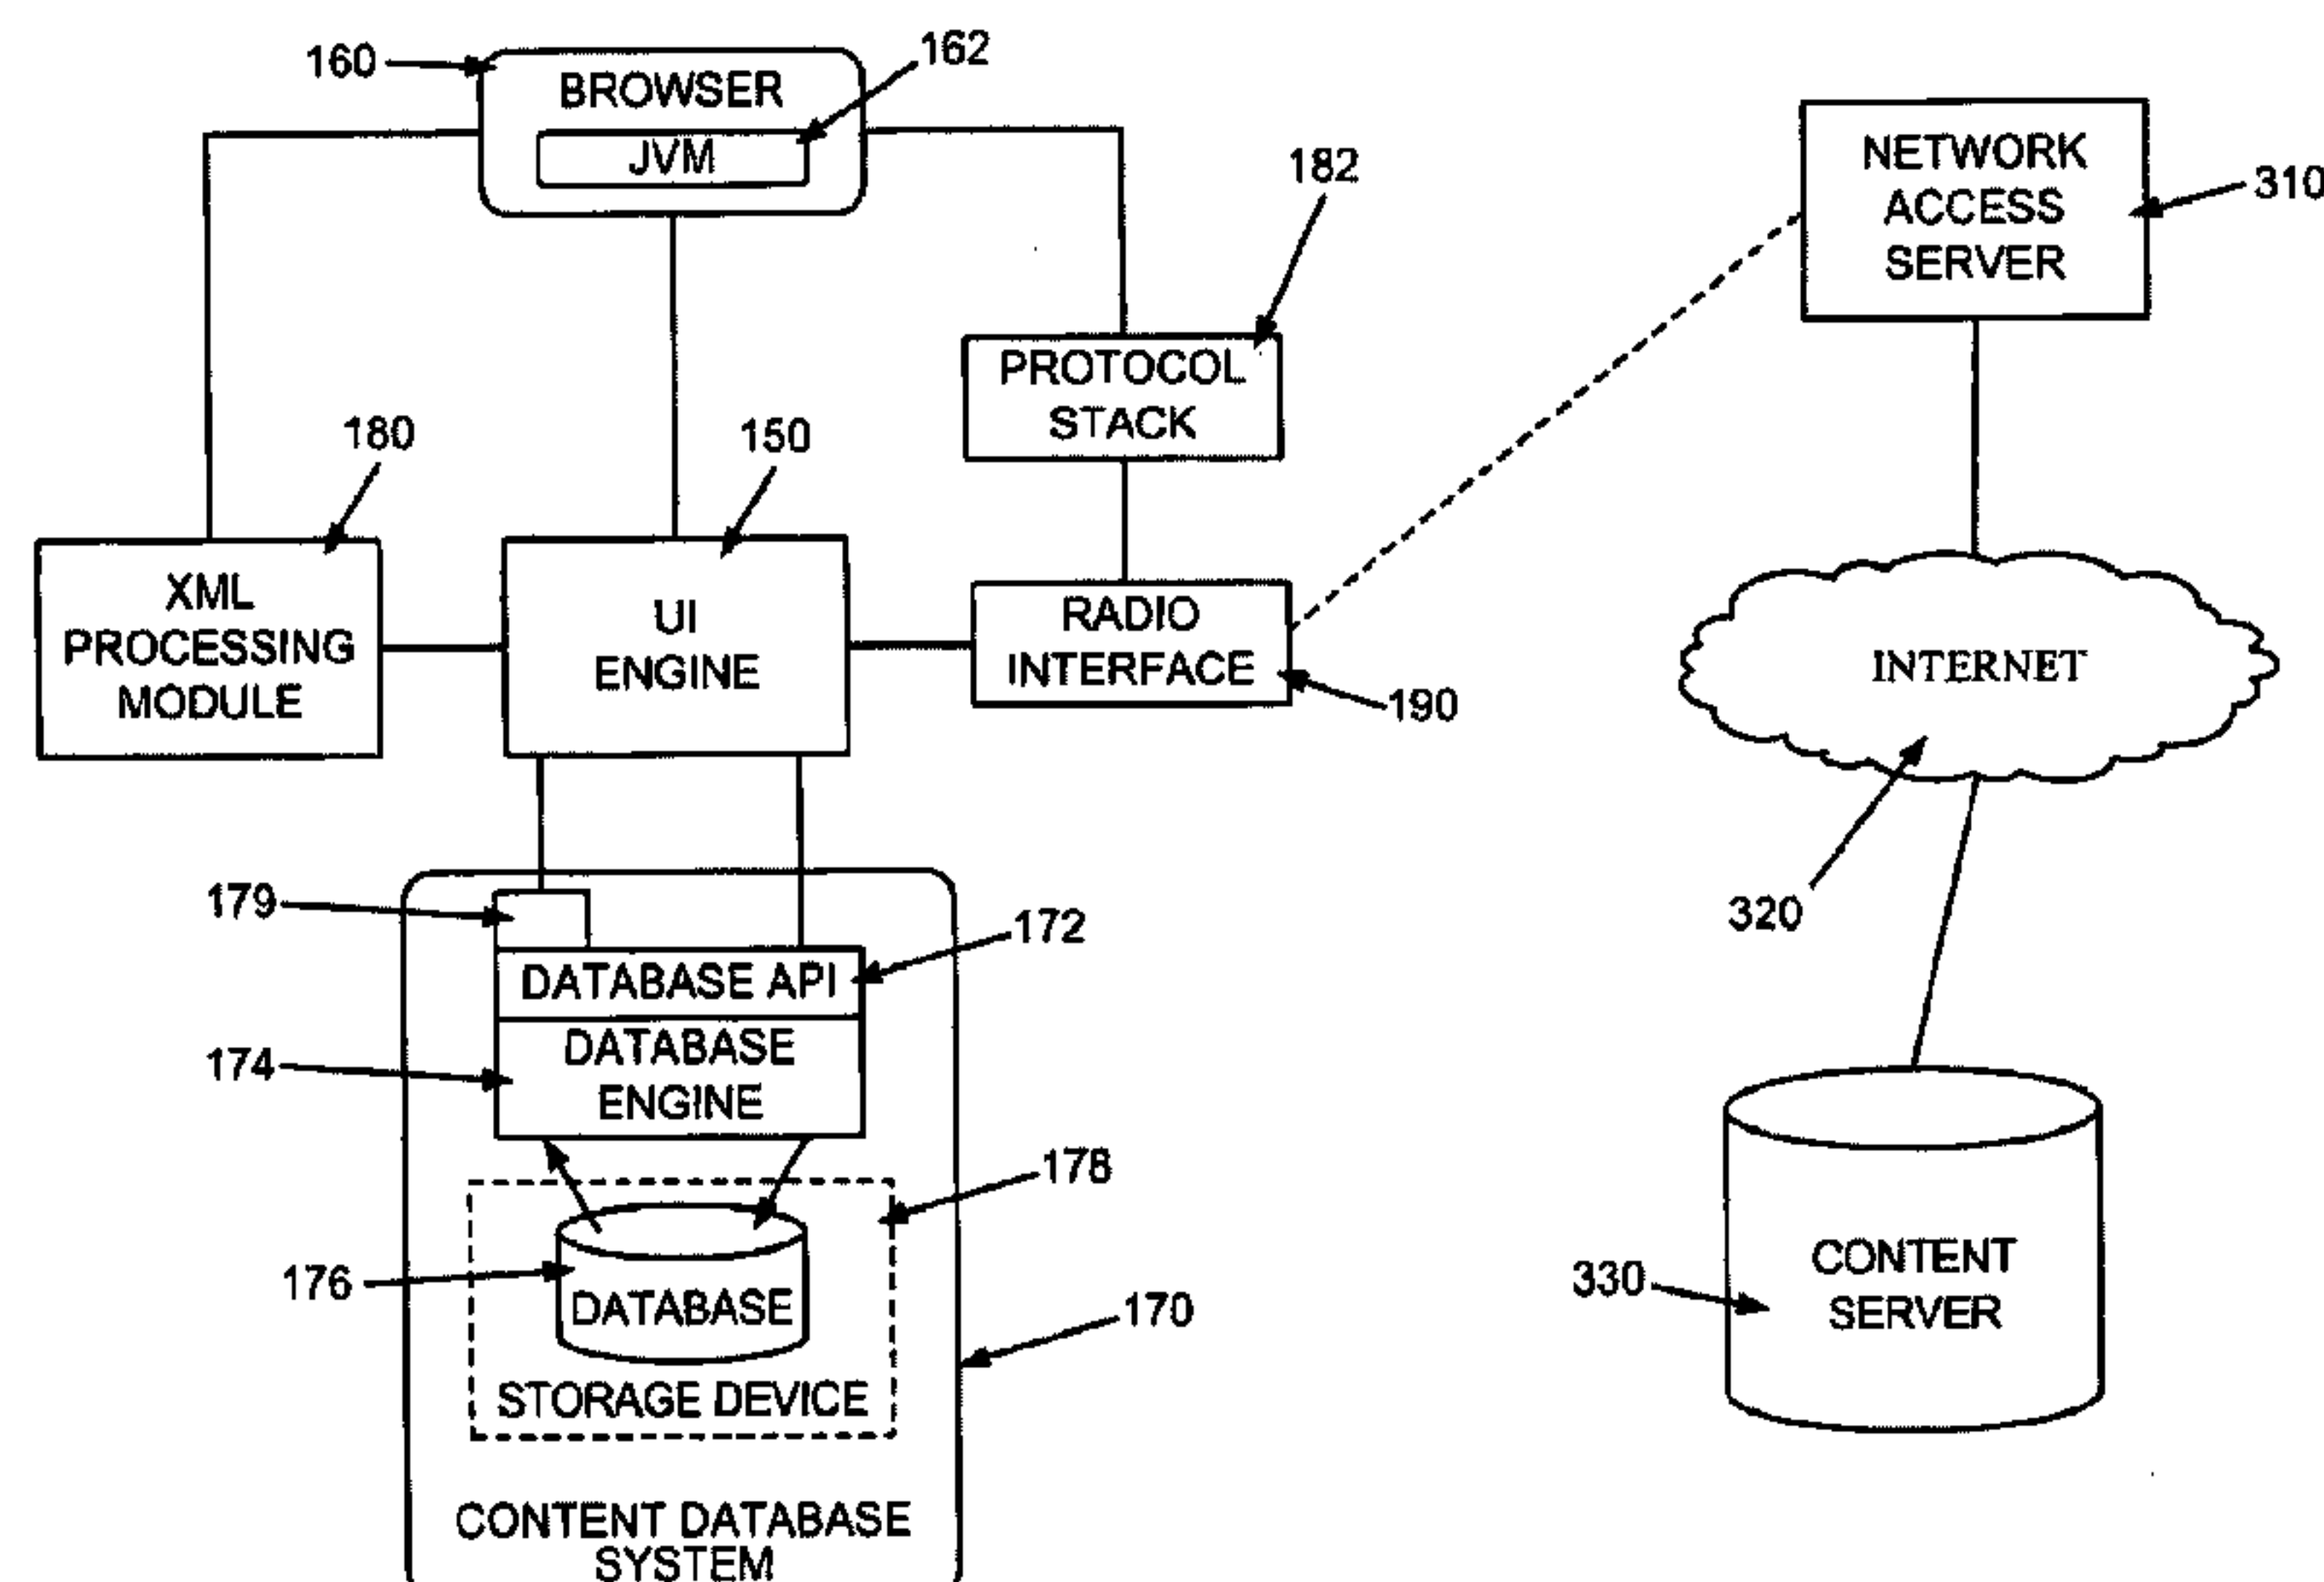 160
BROWSER
162
JVM
182
NETWORK
ACCESS
SERVER
310
PROTOCOL
STACK
180
150
XML
PROCESSING
MODULE
UI
ENGINE
RADIO
INTERFACE
190
INTERNET
320
179
172
DATABASE API
174
DATABASE
ENGINE
178
176
DATABASE
STORAGE DEVICE
170
330
CONTENT
SERVER
CONTENT DATABASE
SYSTEM